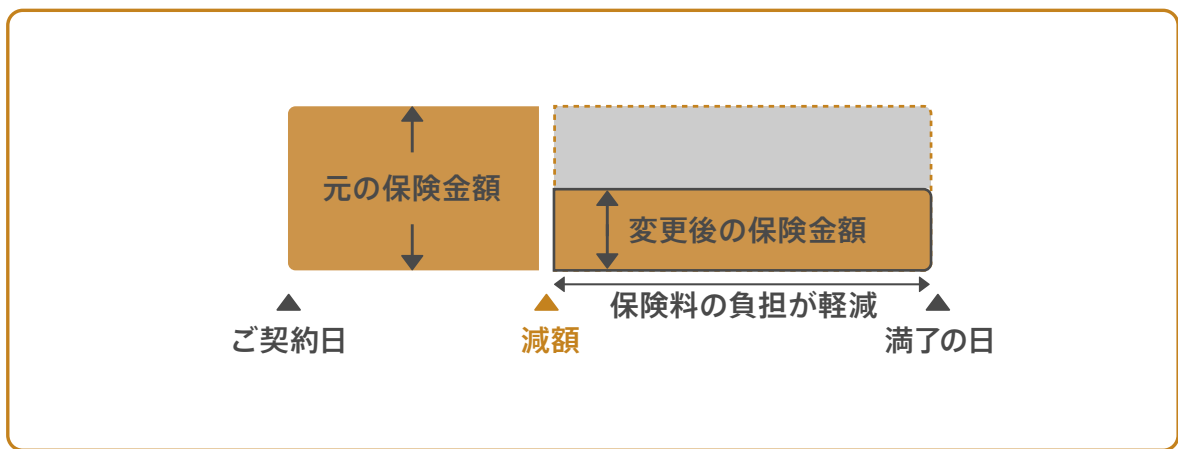 元の保険金額
変更後の保険金額
保険料の負担が軽減
ご契約日
減額
満了の日